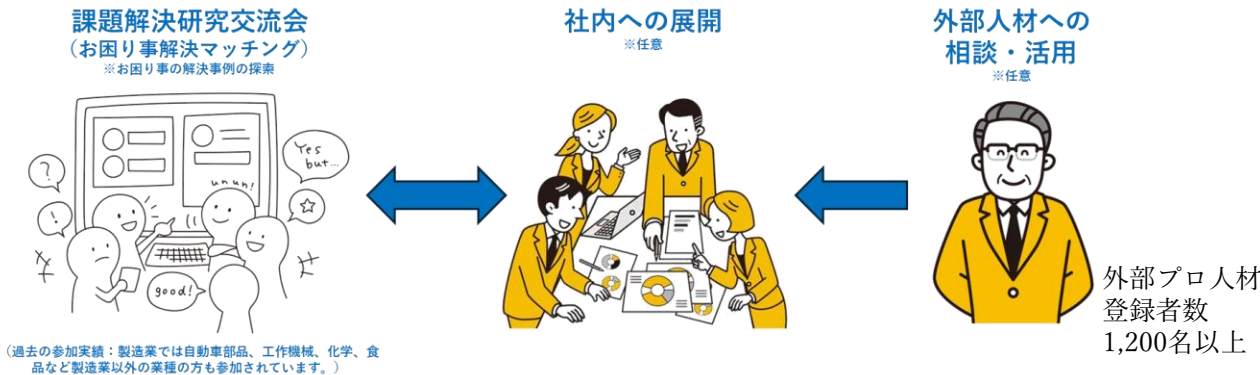 課題解決研究交流会
（お困り事解決マッチング）
※お困り事の解決事例の探索
?
!
Yes
but...
unun!
good!
（過去の参加実績：製造業では自動車部品、工作機械、化学、食
品など製造業以外の業種の方も参加されています。）
社内への展開
※任意
外部人材への
相談・活用
※任意
外部プロ人材
登録者数
1,200名以上